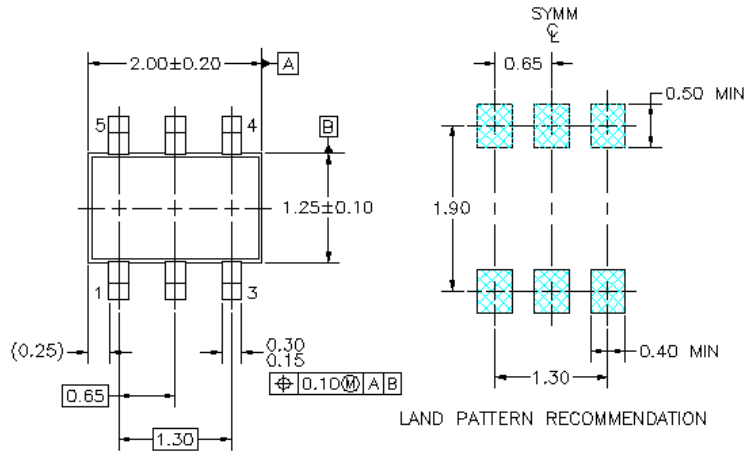 SYMM
℄
2.00±0.20
A
0.65
0.50 MIN
5
4
B
1.25±0.10
1.90
1
3
(0.25)
0.30
0.15
⌖ 0.10Ⓜ A B
0.40 MIN
0.65
1.30
1.30
LAND PATTERN RECOMMENDATION